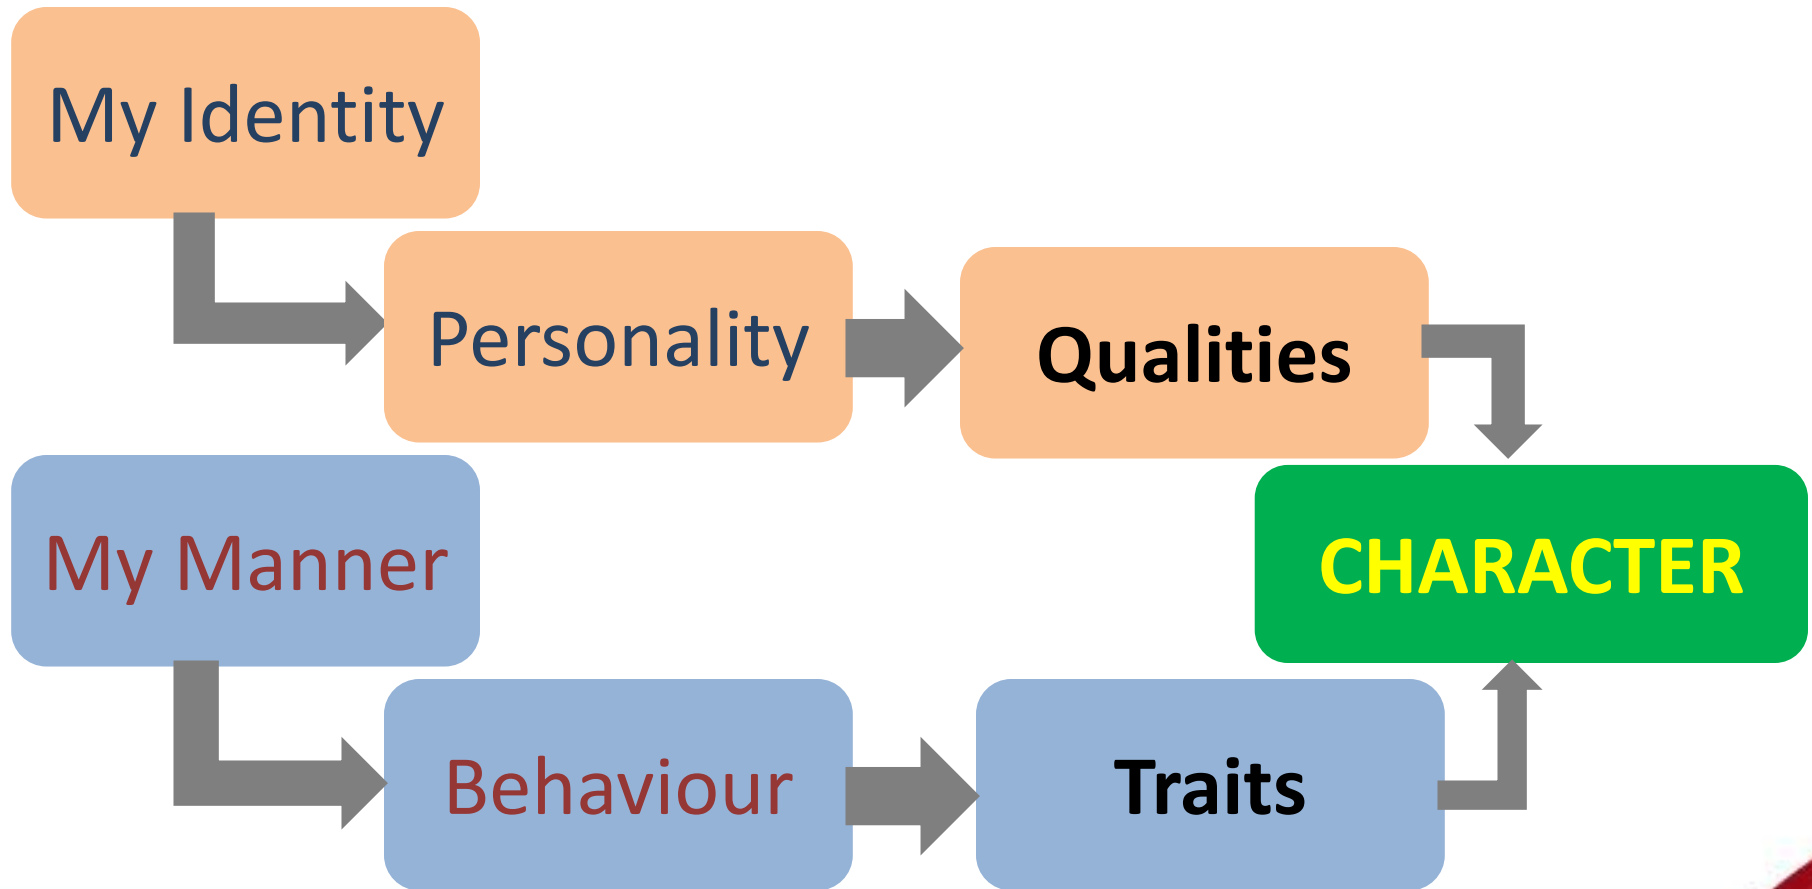 My Identity
Personality
Qualities
My Manner
CHARACTER
Behaviour
Traits